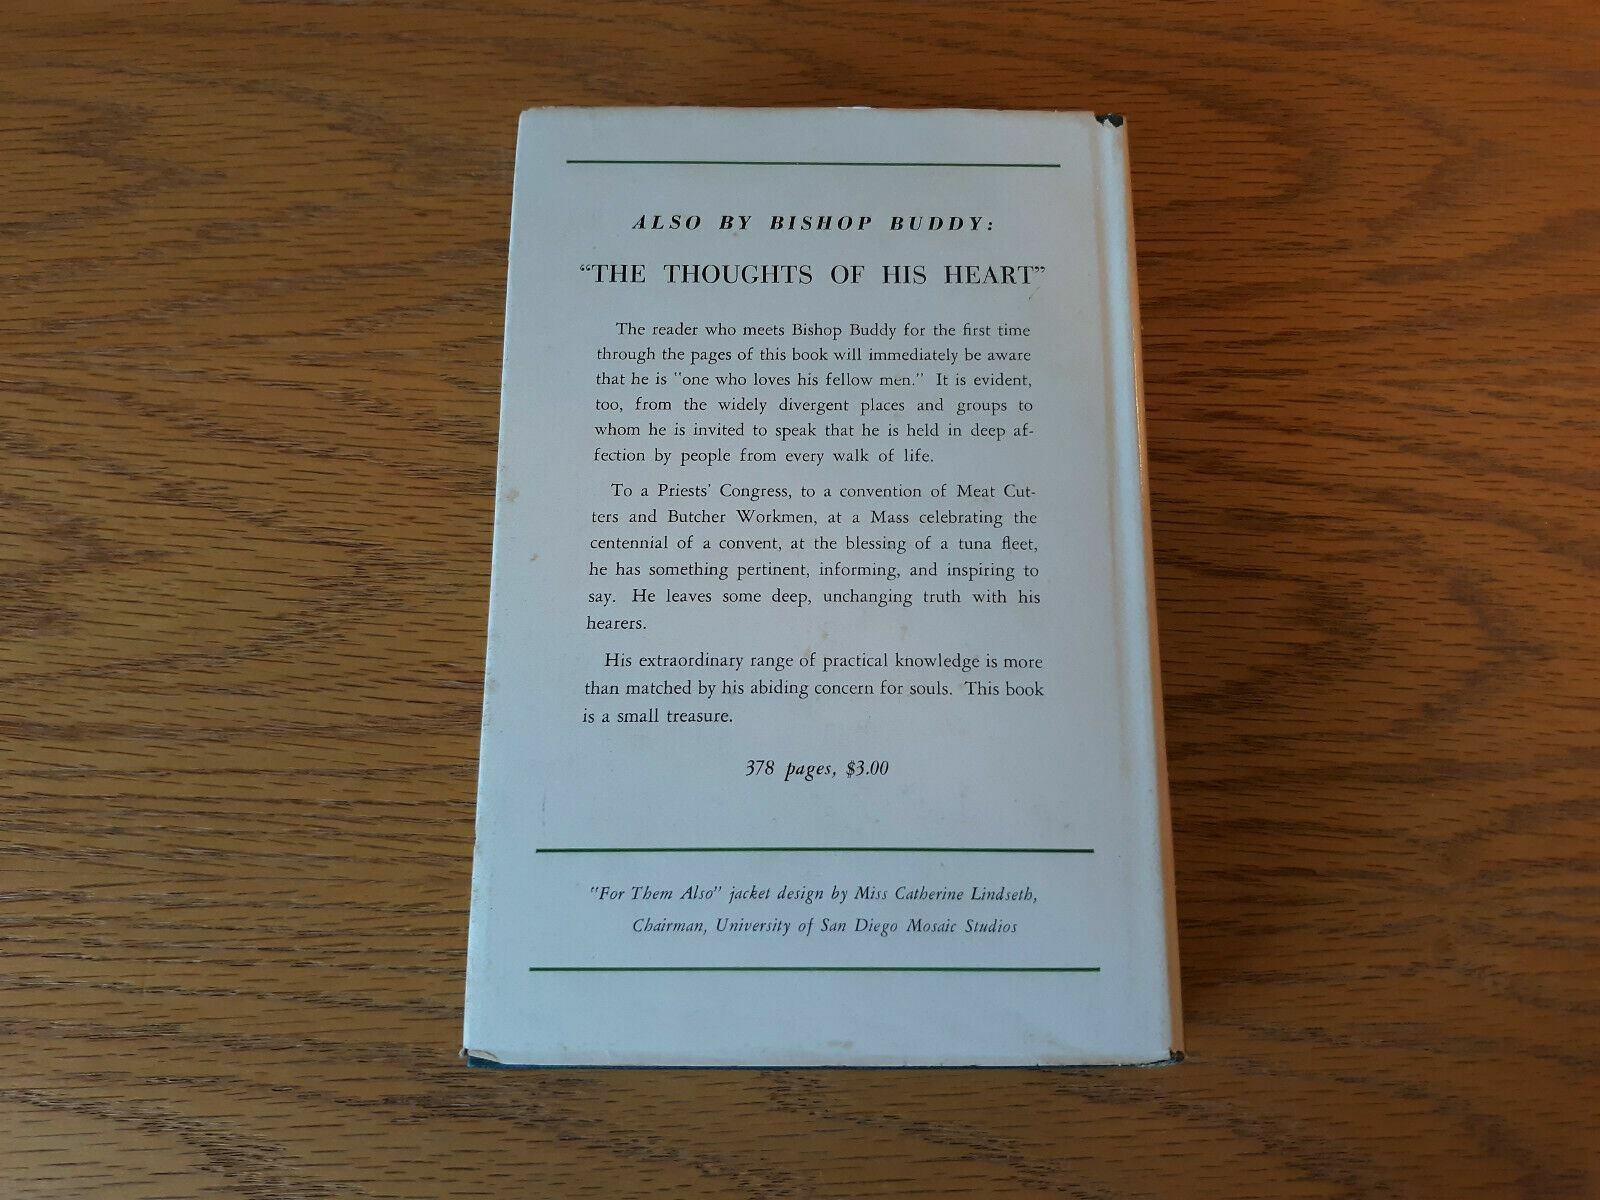 ALSO BY BISHOP BUDDY:
“THE THOUGHTS OF HIS HEART”
The reader who meets Bishop Buddy for the first time
through the pages of this book will immediately be aware
that he is "one who loves his fellow men." It is evident,
too, from the widely divergent places and groups to
whom he is invited to speak that he is held in deep af-
fection by people from every walk of life.
To a Priests' Congress, to a convention of Meat Cut-
ters and Butcher Workmen, at a Mass celebrating the
centennial of a convent, at the blessing of a tuna fleet,
he has something pertinent, informing, and inspiring to
say. He leaves some deep, unchanging truth with his
hearers.
His extraordinary range of practical knowledge is more
than matched by his abiding concern for souls. This book
is a small treasure.
378 pages, $3.00
"For Them Also" jacket design by Miss Catherine Lindseth,
Chairman, University of San Diego Mosaic Studios